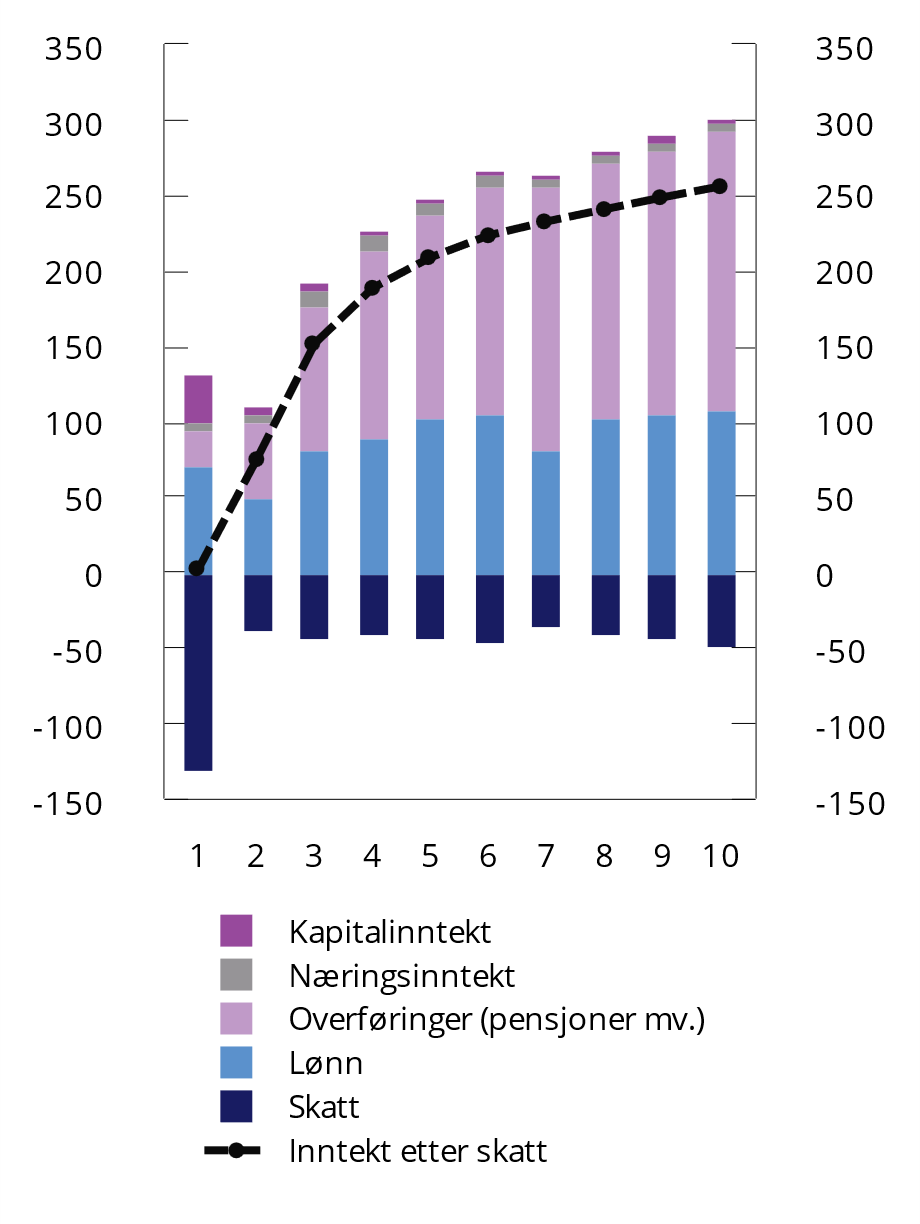 350 350
300 300
250 250
200 200
150 150
100 100
50 50
0 0
-50 -50
-100 -100
-150 -150
1 2 3 4 5 6 7 8 9 10
Kapitalinntekt
Næringsinntekt
Overføringer (pensjoner mv.)
Lønn
Skatt
Inntekt etter skatt